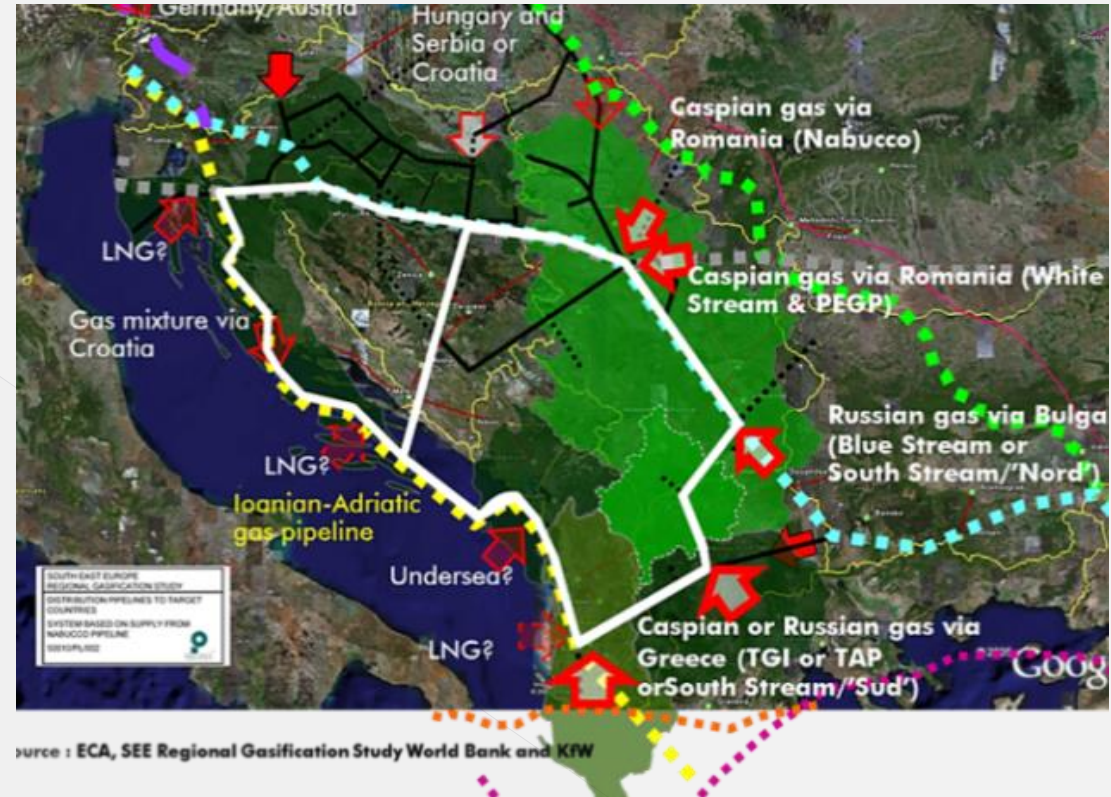 Germany/Austria
Hungary and
Serbia or
Croatia
Caspian gas via
Romania (Nabucco)
LNG?
Caspian gas via Romania (White
Stream & PEGP)
Gas mixture via
Croatia
Russian gas via Bulga
(Blue Stream or
South Stream/'Nord')
LNG?
Ioanian-Adriatic
gas pipeline
Undersea?
SOUTH EAST EUROPE
REGIONAL GASIFICATION STUDY
DISTRIBUTION PIPELINES TO TARGET
COUNTRIES
SYSTEM BASED ON SUPPLY FROM
NABUCCO PIPELINE
LNG?
Caspian or Russian gas via
Greece (TGI or TAP
orSouth Stream/'Sud')
Goog
ource : ECA, SEE Regional Gasification Study World Bank and KfW